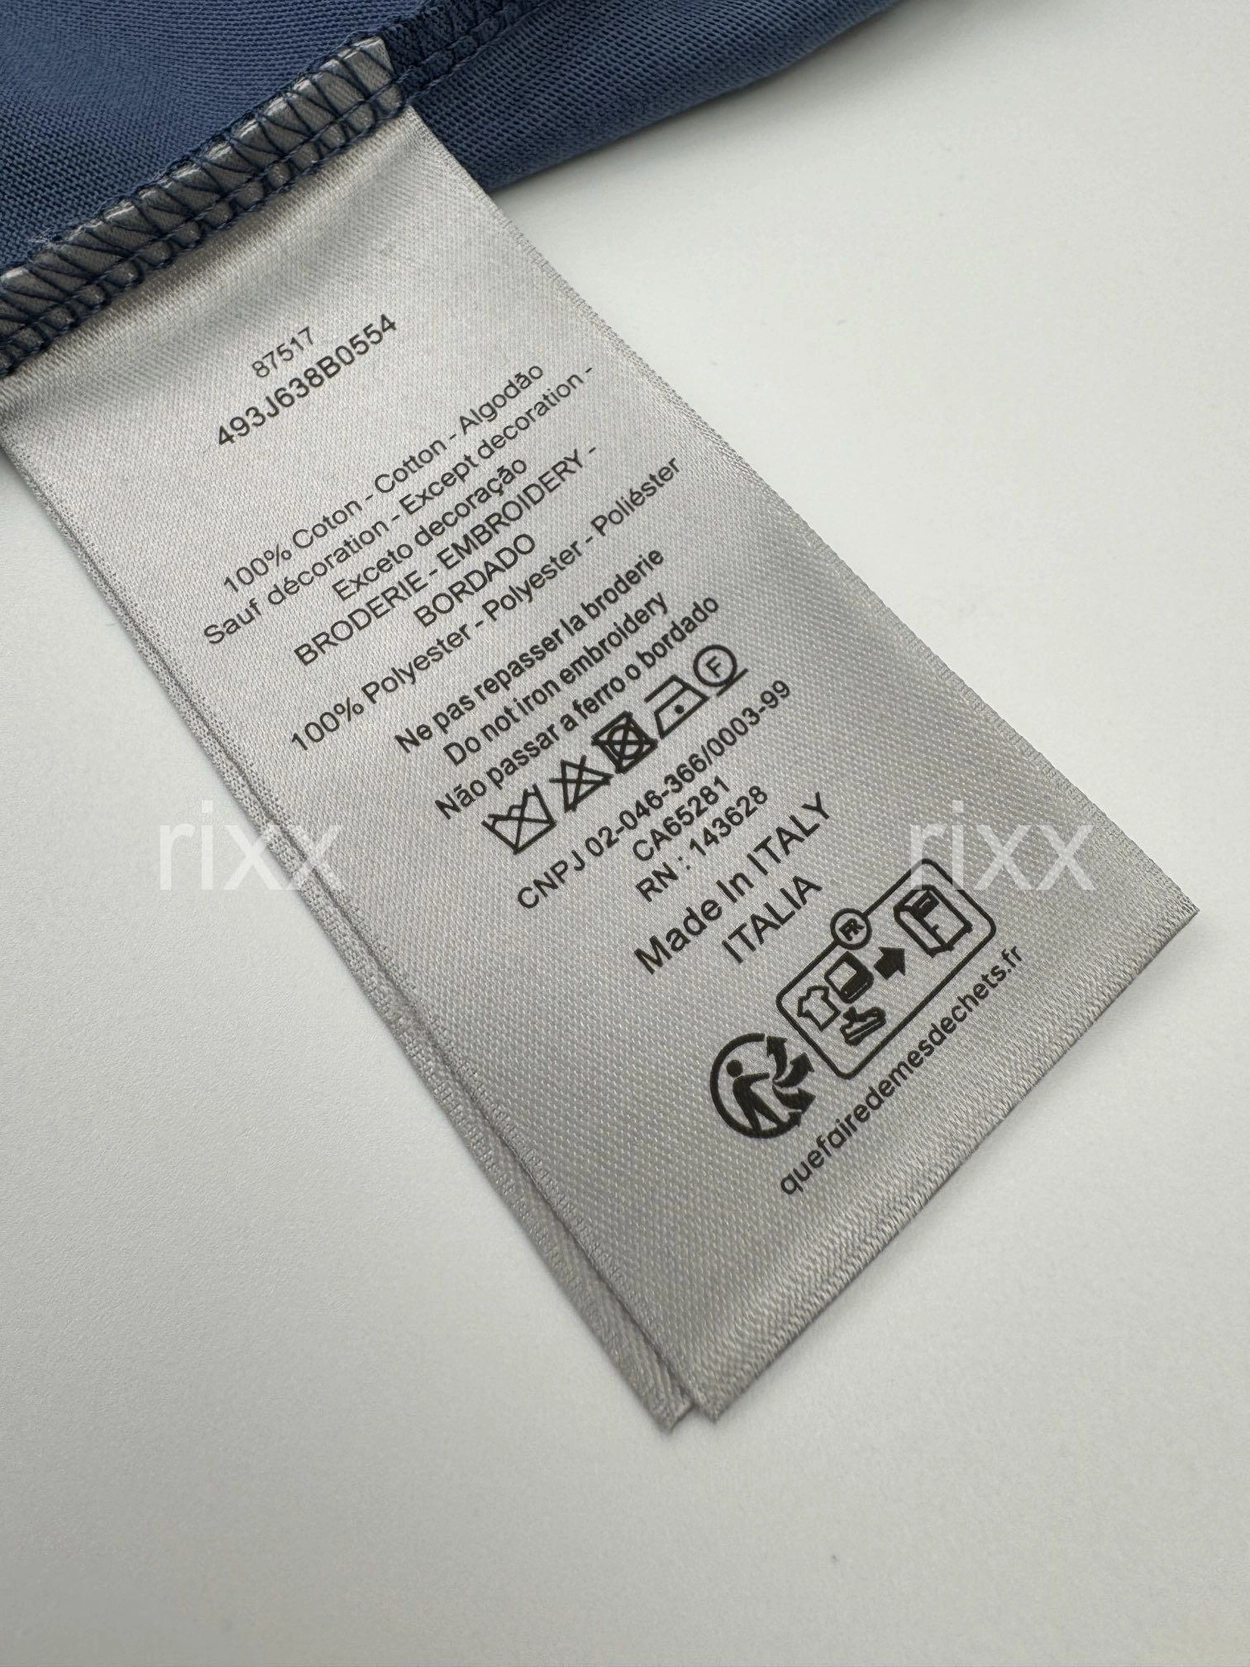 87517
493J638B0554
100% Coton - Cotton - Algodão
Sauf décoration - Except decoration -
Exceto decoração
BRODERIE - EMBROIDERY -
BORDADO
100% Polyester - Polyester - Poliéster
Ne pas repasser la broderie
Do not iron embroidery
Não passar a ferro o bordado
F
CNPJ 02-046-366/0003-99
CA65281
RN : 143628
Made In ITALY
ITALIA
FR
quefairedemesdechets.fr
rixx
rixx